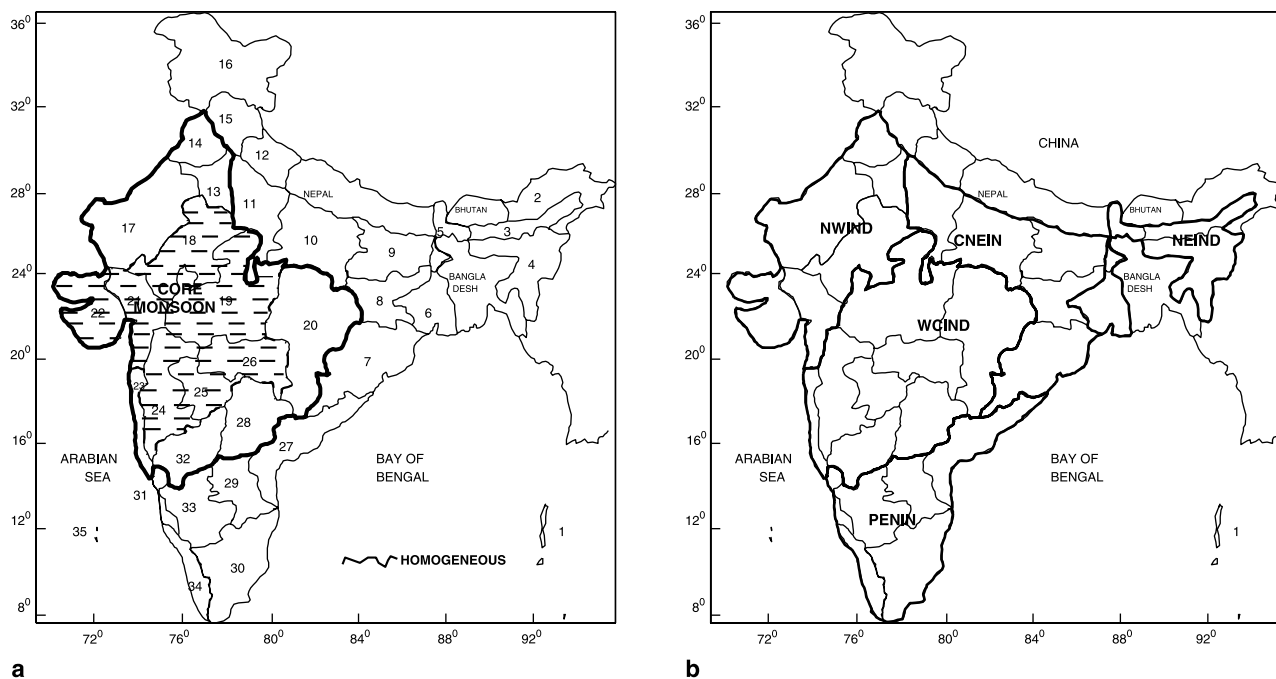 36⁰
32⁰
28⁰
24⁰
20⁰
16⁰
12⁰
8⁰
72⁰
76⁰
80⁰
84⁰
88⁰
92⁰
16
15
14
12
13
11
NEPAL
BHUTAN
2
17
18
10
9
5
3
4
CORE
MONSOON
21
19
22
20
8
6
BANGLA
DESH
7
23
24
25
26
28
27
32
ARABIAN
SEA
BAY OF
BENGAL
31
33
29
35
1
30
34
HOMOGENEOUS
a
36⁰
32⁰
28⁰
24⁰
20⁰
16⁰
12⁰
8⁰
72⁰
76⁰
80⁰
84⁰
88⁰
92⁰
CHINA
NEPAL
BHUTAN
NWIND
CNEIN
NEIND
BANGLA
DESH
WCIND
ARABIAN
SEA
BAY OF
BENGAL
PENIN
1
b